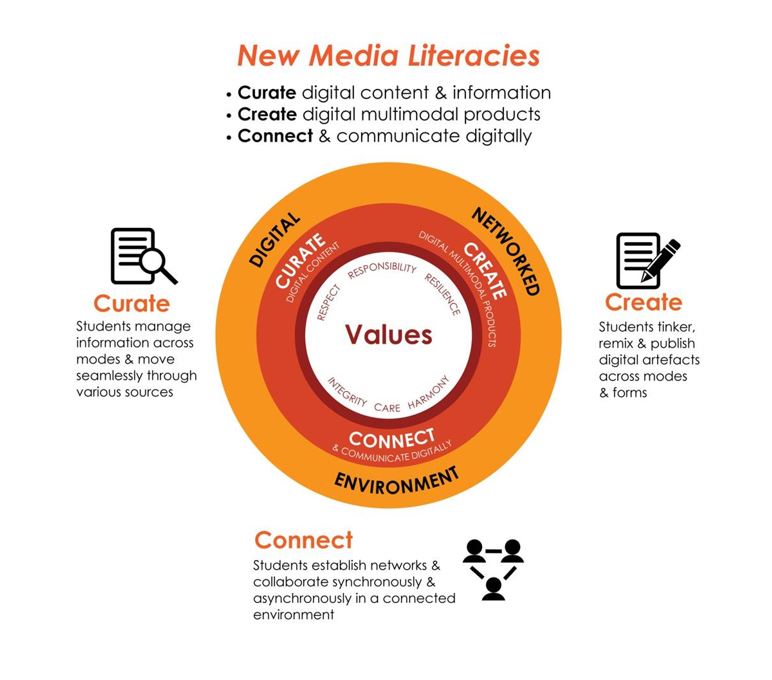 New Media Literacies
• Curate digital content & information
• Create digital multimodal products
• Connect & communicate digitally
DIGITAL
NETWORKED
ENVIRONMENT
CURATE
DIGITAL CONTENT
CREATE
DIGITAL MULTIMODAL PRODUCTS
CONNECT
& COMMUNICATE DIGITALLY
RESPECT
RESPONSIBILITY
RESILIENCE
Values
INTEGRITY
CARE
HARMONY
Curate
Students manage
information across
modes & move
seamlessly through
various sources
Create
Students tinker,
remix & publish
digital artefacts
across modes
& forms
Connect
Students establish networks &
collaborate synchronously &
asynchronously in a connected
environment